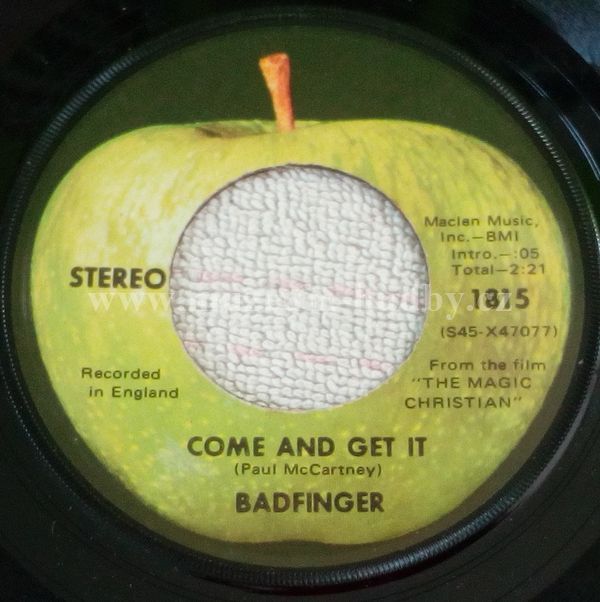 Maclen Music,
Inc.—BMI
Intro.—:05
Total—2:21
STEREO
1815
(S45-X47077)
Recorded
in England
From the film
"THE MAGIC
CHRISTIAN"
COME AND GET IT
(Paul McCartney)
BADFINGER